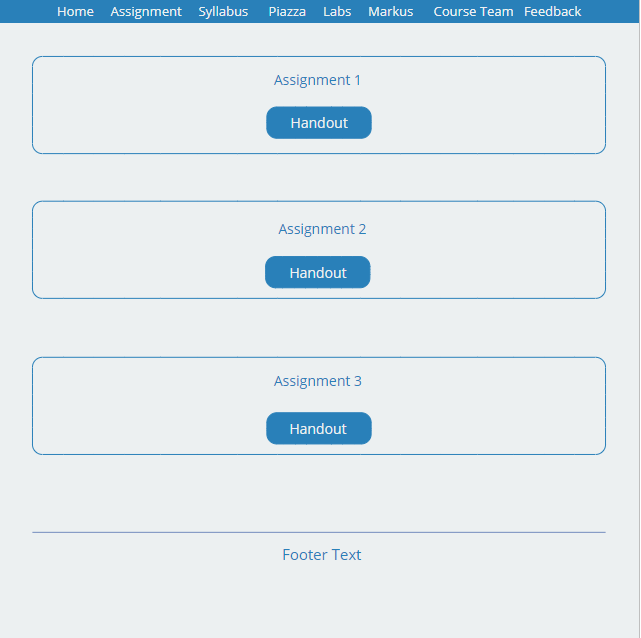 Home Assignment Syllabus Piazza Labs Markus Course Team Feedback
Assignment 1
Handout
Assignment 2
Handout
Assignment 3
Handout
Footer Text